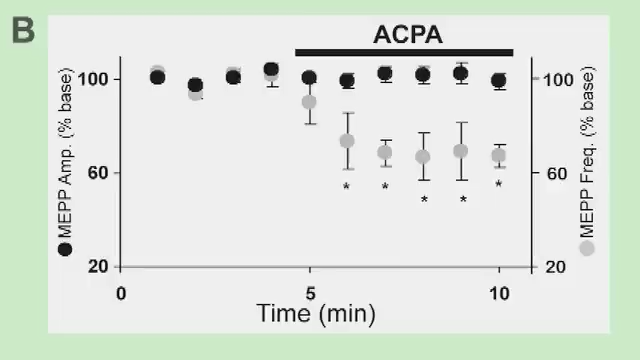 B
ACPA
MEPP Amp. (% base)
100
60
20
100
60
20
MEPP Freq. (% base)
* * * * *
0 5 10
Time (min)